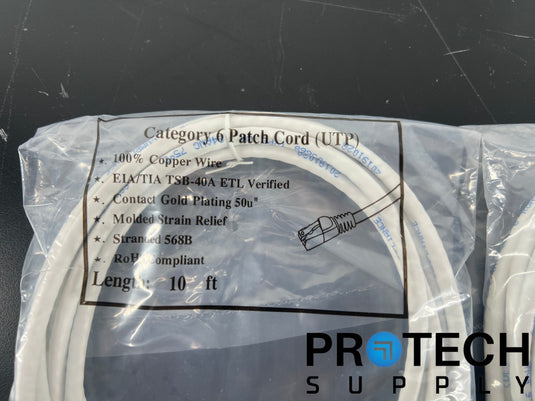 Category 6 Patch Cord (UTP)
★. 100% Copper Wire
★. EIA/TIA TSB-40A ETL Verified
★. Contact Gold Plating 50u"
★. Molded Strain Relief
★. Stranded 568B
★. RoHS Compliant
Length: 10 ft
PROTECH
SUPPLY